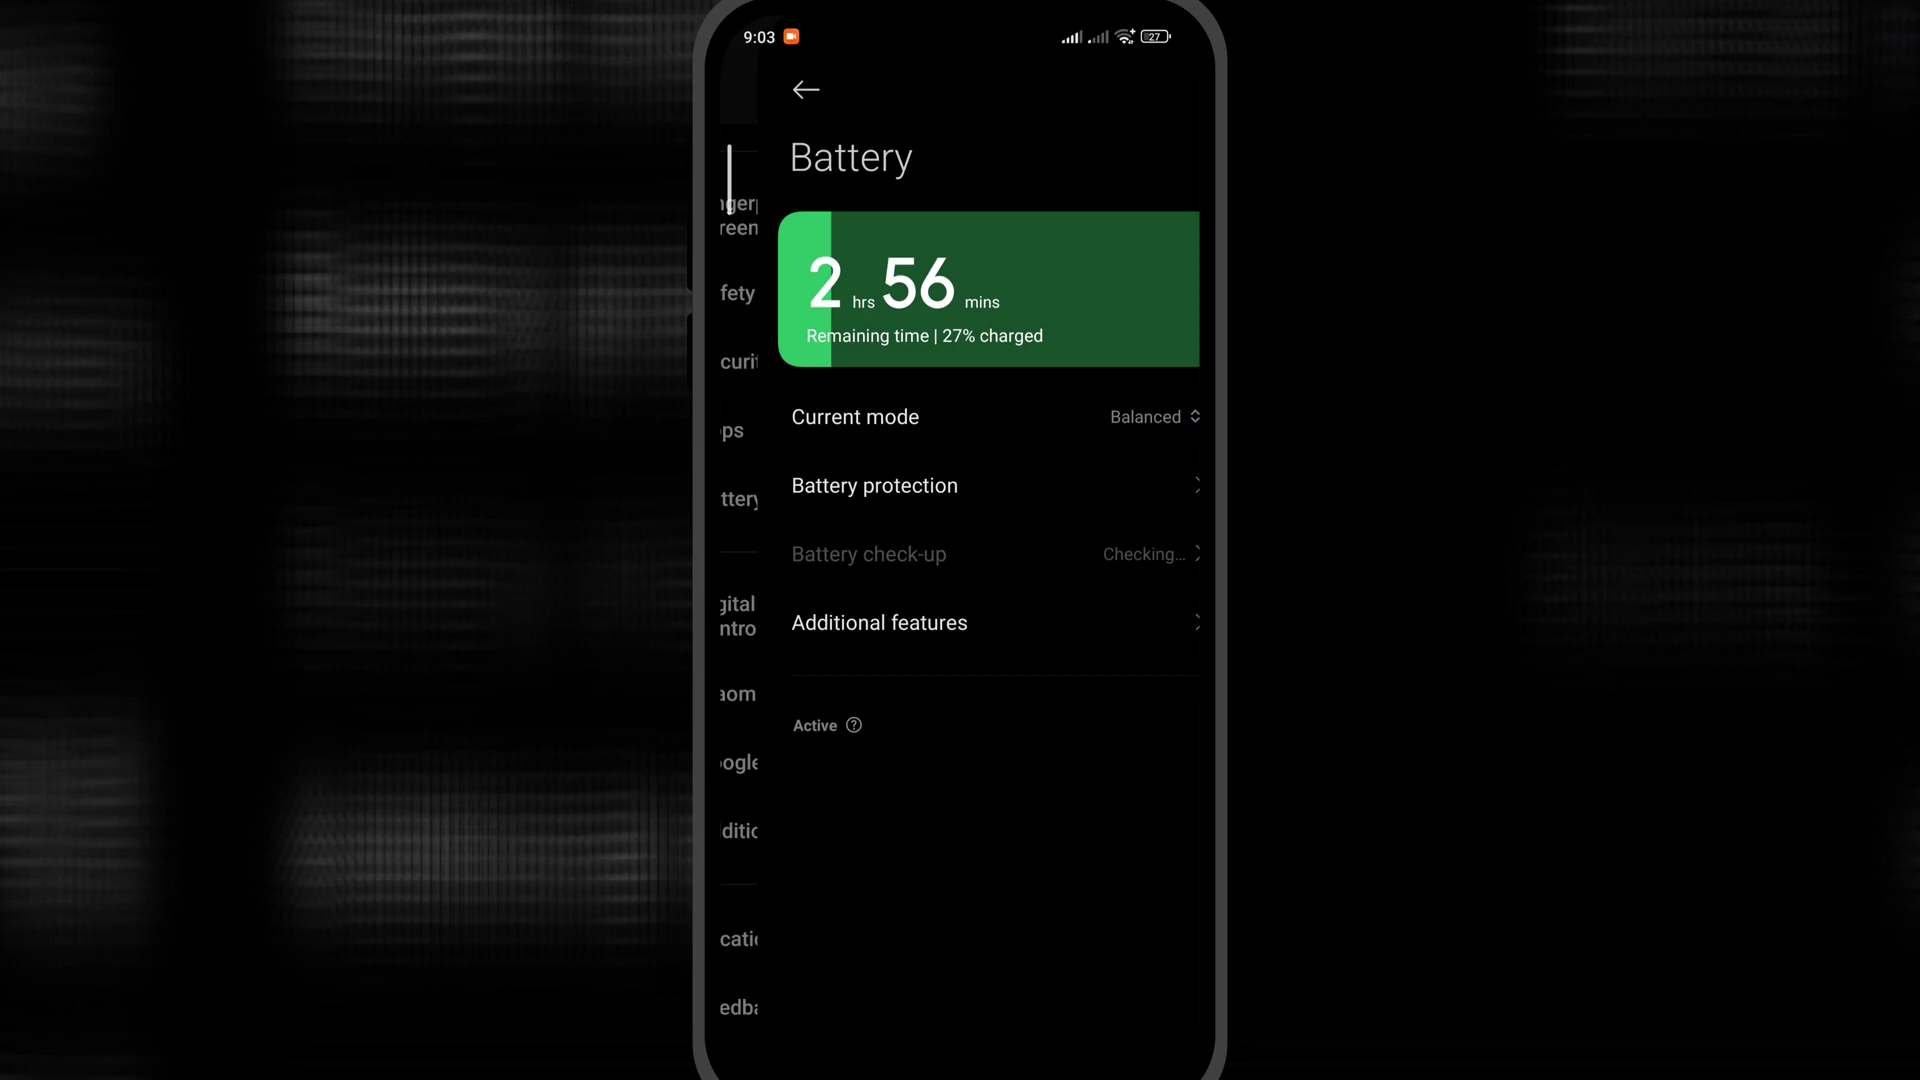 9:03
27
Battery
2 hrs 56 mins
Remaining time | 27% charged
Current mode
Balanced
Battery protection
Battery check-up
Checking...
Additional features
Active